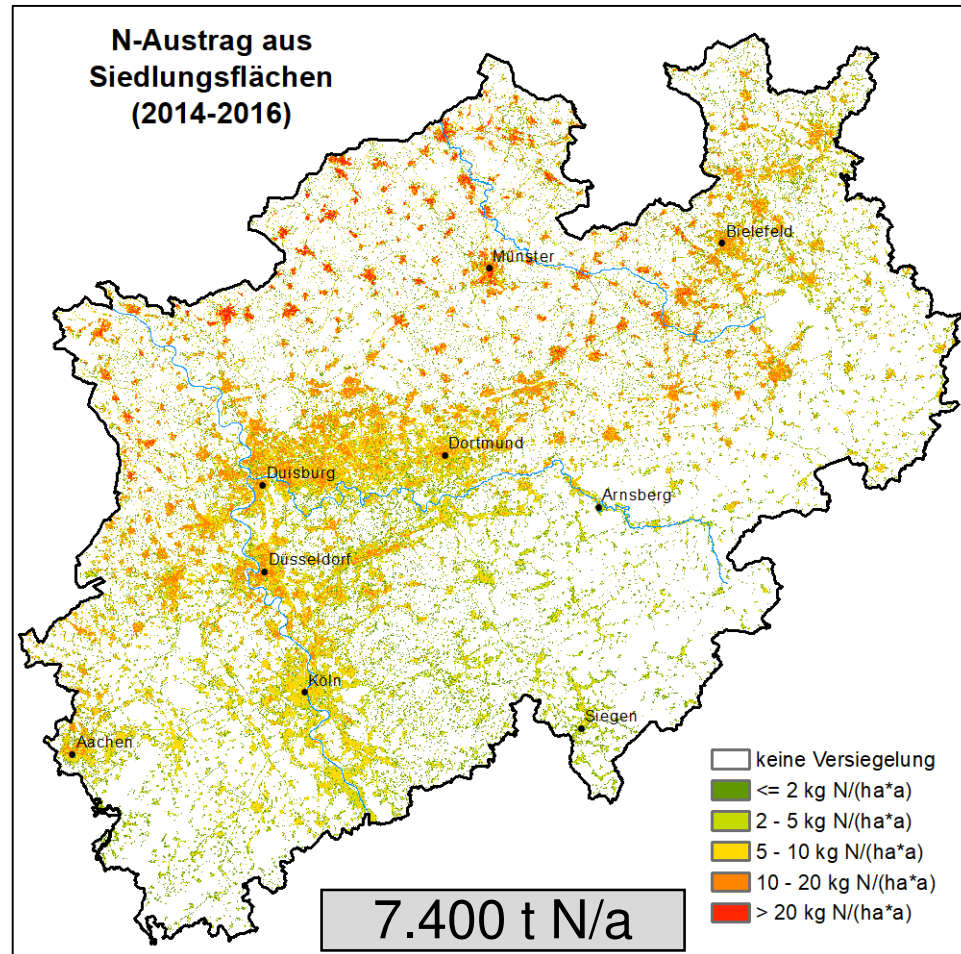 N-Austrag aus
Siedlungsflächen
(2014-2016)
Bielefeld
Münster
Dortmund
Duisburg
Arnsberg
Düsseldorf
Köln
Siegen
Aachen
keine Versiegelung
<= 2 kg N/(ha*a)
2 - 5 kg N/(ha*a)
5 - 10 kg N/(ha*a)
10 - 20 kg N/(ha*a)
> 20 kg N/(ha*a)
7.400 t N/a